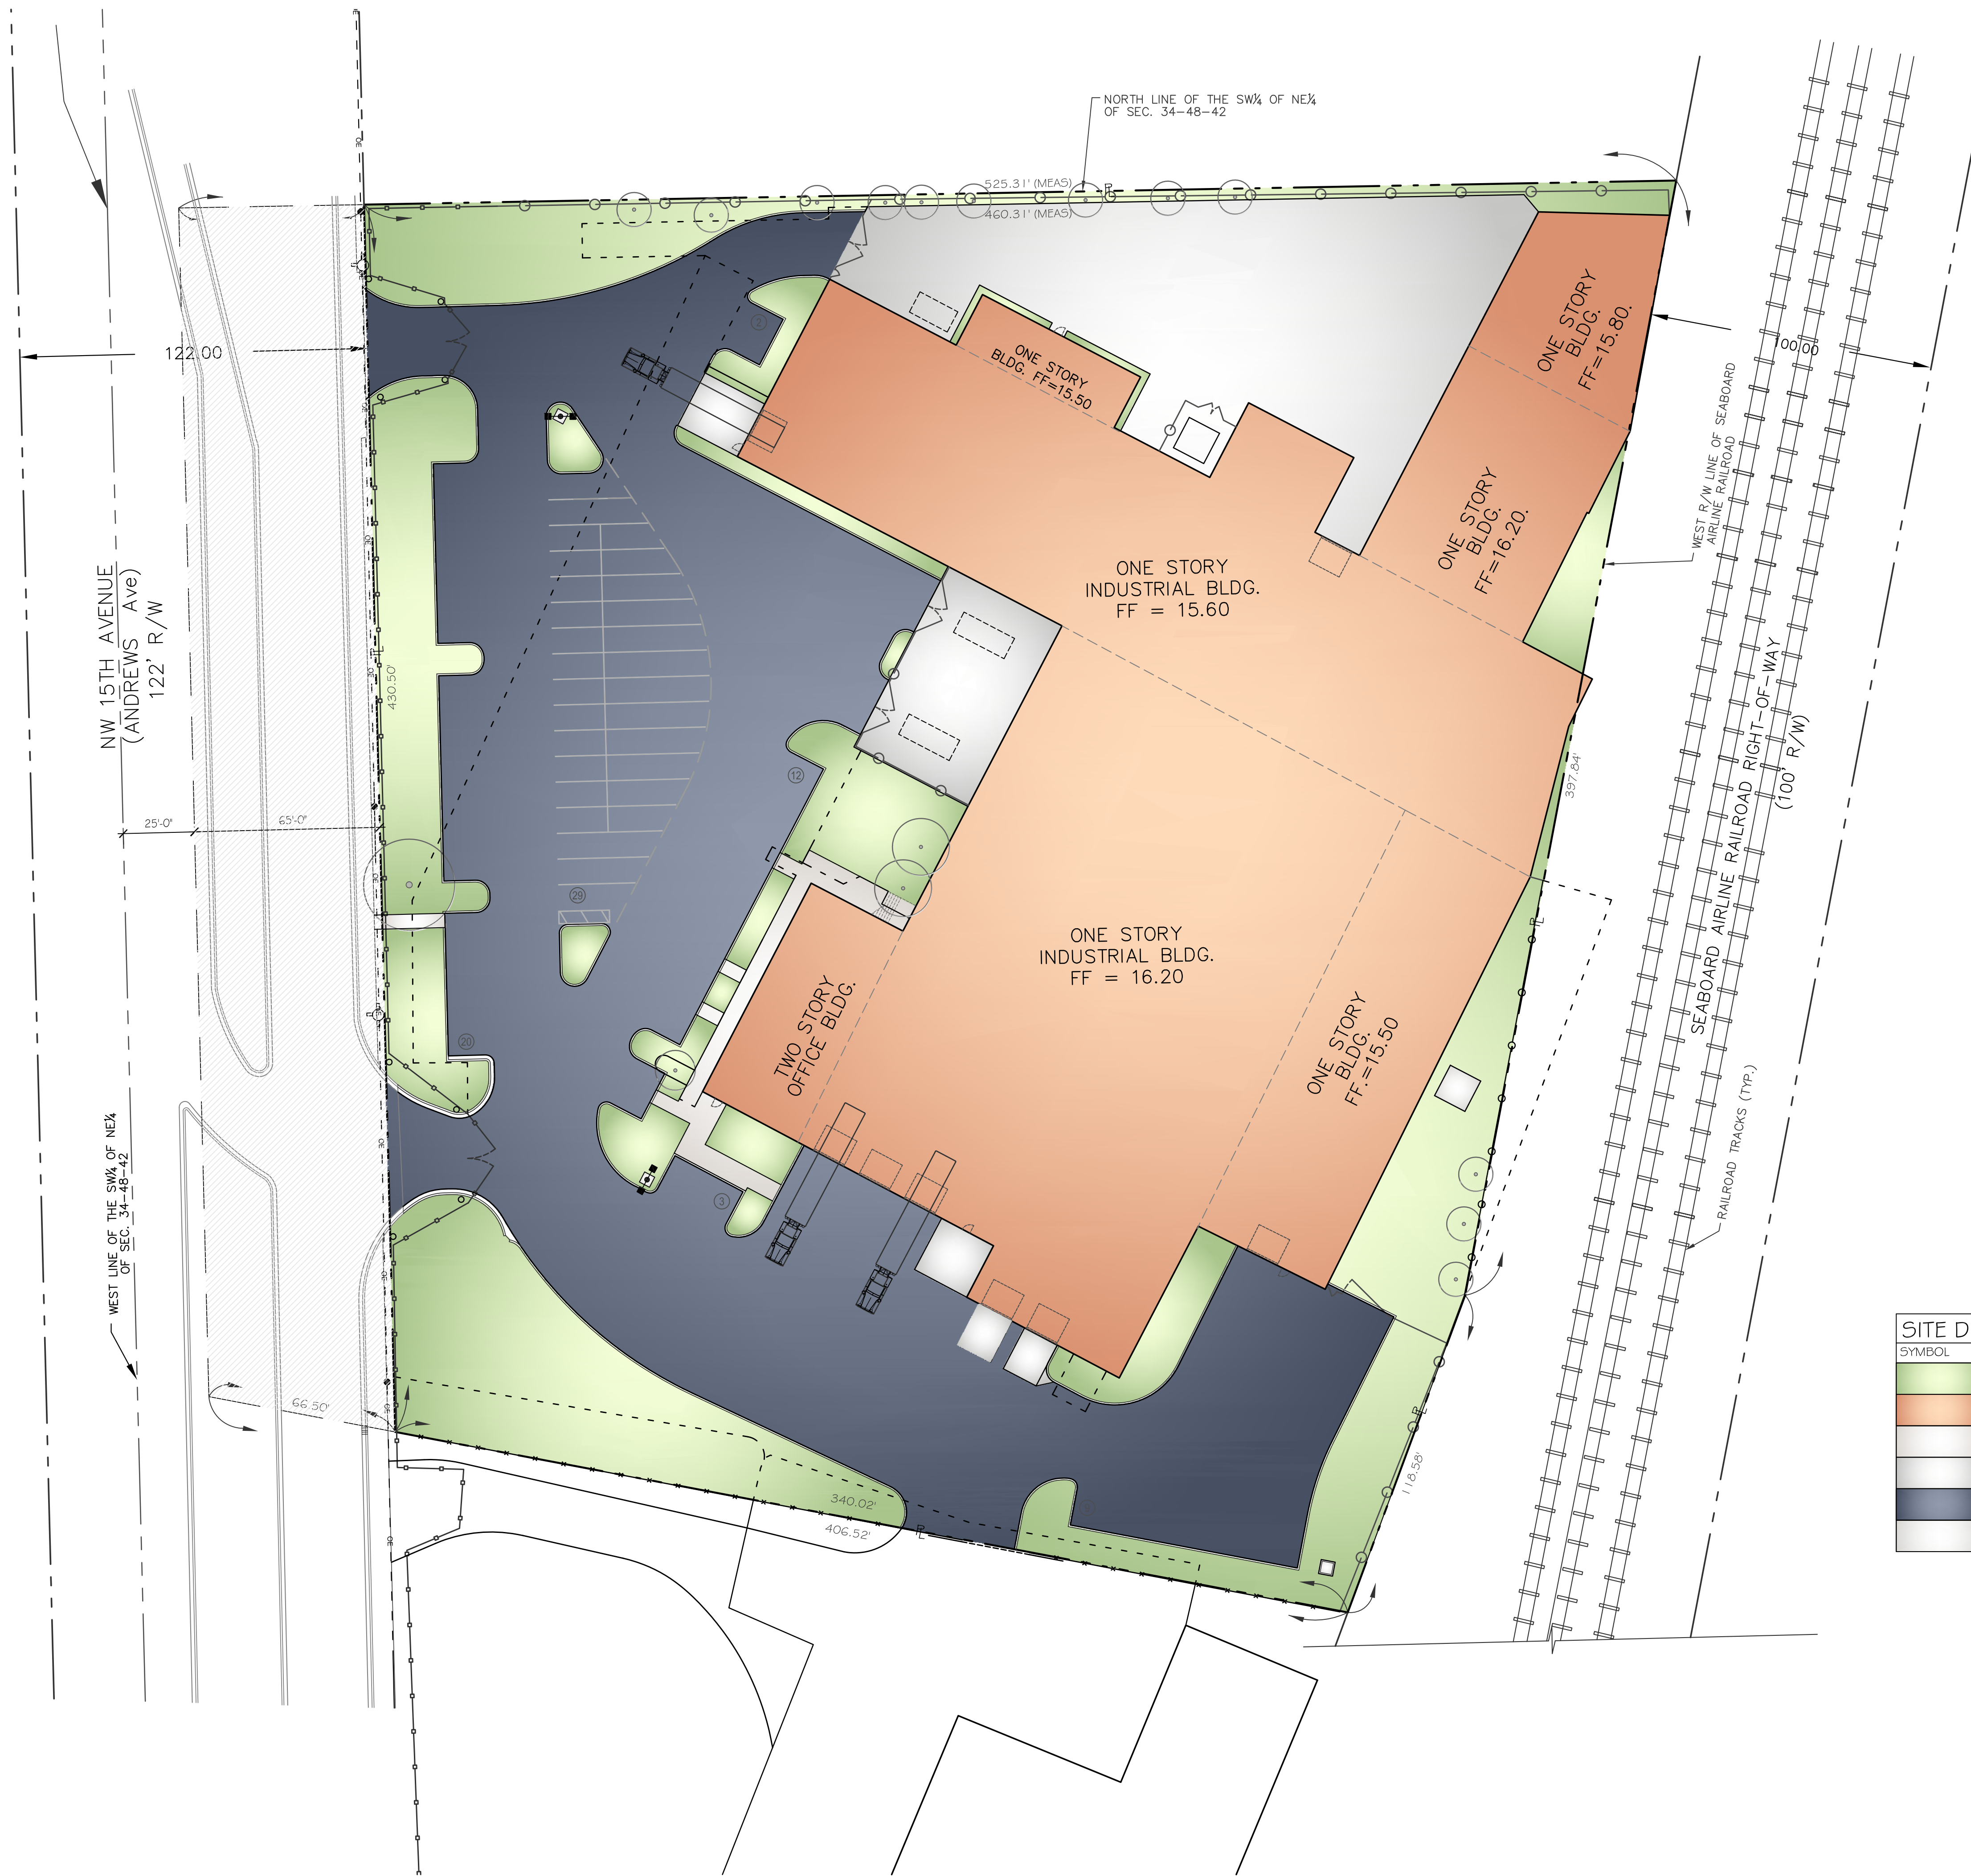 NORTH LINE OF THE SW¼ OF NE¼
OF SEC. 34-48-42
525.31' (MEAS)
460.31' (MEAS)
122.00
100.00
ONE STORY
BLDG.
FF=15.80.
ONE STORY
BLDG. FF=15.50
WEST R/W LINE OF SEABOARD
AIRLINE RAILROAD
ONE STORY
BLDG.
FF=16.20.
ONE STORY
INDUSTRIAL BLDG.
FF = 15.60
NW 15TH AVENUE
(ANDREWS Ave)
122' R/W
430.50'
2
12
29
20
3
25'-0"
65'-0"
397.84'
SEABOARD AIRLINE RAILROAD RIGHT-OF-WAY
(100' R/W)
ONE STORY
INDUSTRIAL BLDG.
FF = 16.20
TWO STORY
OFFICE BLDG.
ONE STORY
BLDG.
FF.=15.50
RAILROAD TRACKS (TYP.)
WEST LINE OF THE SW¼ OF NE¼
OF SEC. 34-48-42
66.50'
340.02'
406.52'
118.58'
SITE D
SYMBOL